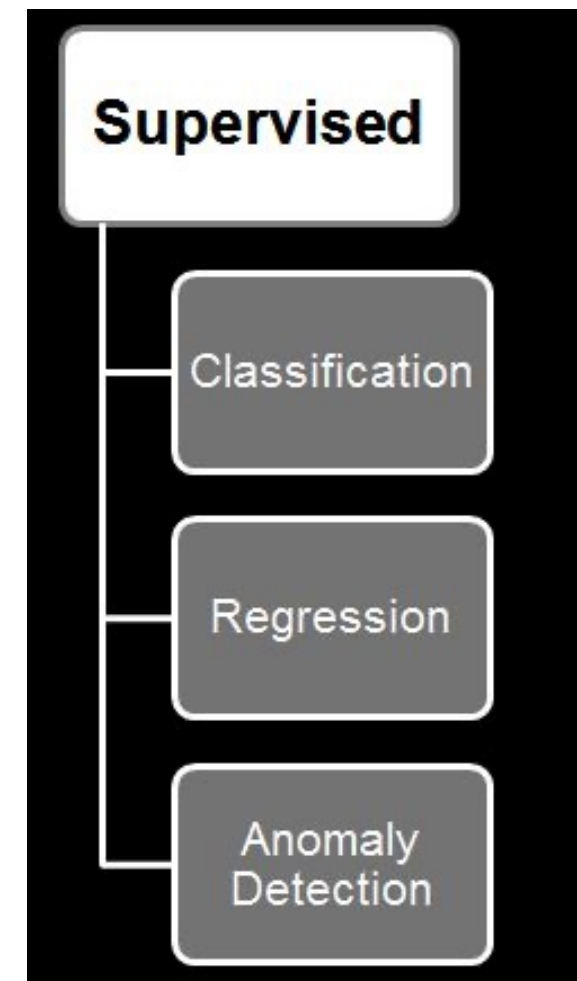 Supervised
Classification
Regression
Anomaly
Detection